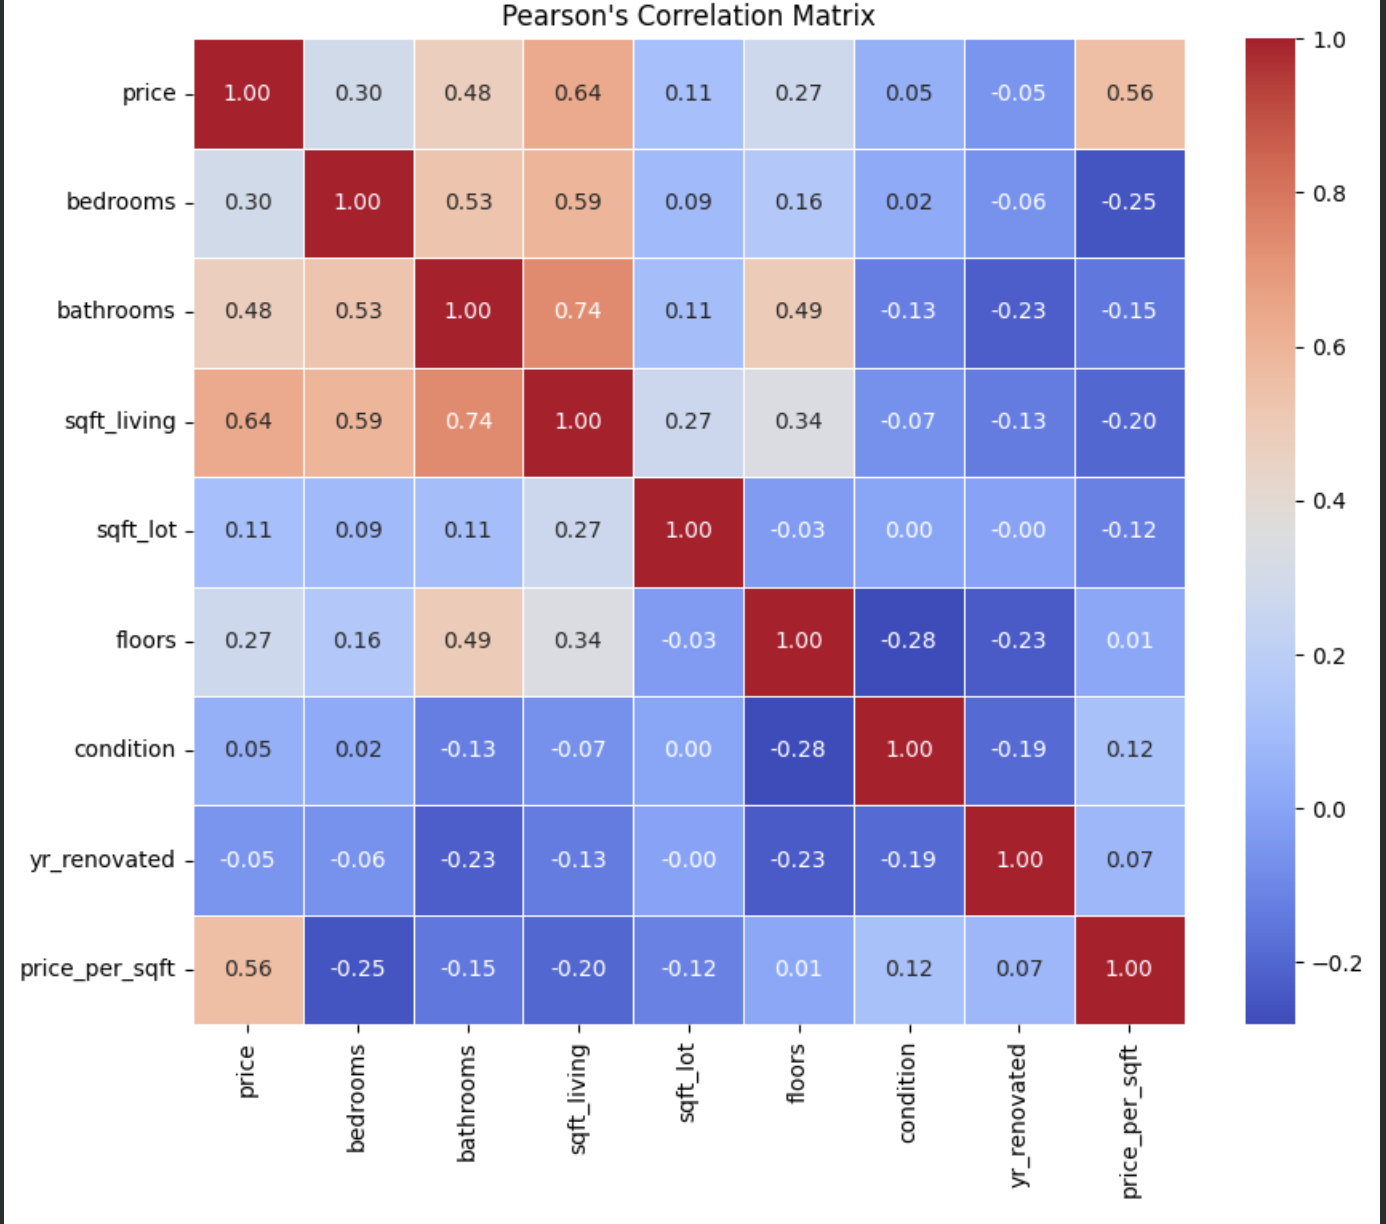 Pearson's Correlation Matrix
price 1.00 0.30 0.48 0.64 0.11 0.27 0.05 -0.05 0.56
bedrooms 0.30 1.00 0.53 0.59 0.09 0.16 0.02 -0.06 -0.25
bathrooms 0.48 0.53 1.00 0.74 0.11 0.49 -0.13 -0.23 -0.15
sqft_living 0.64 0.59 0.74 1.00 0.27 0.34 -0.07 -0.13 -0.20
sqft_lot 0.11 0.09 0.11 0.27 1.00 -0.03 0.00 -0.00 -0.12
floors 0.27 0.16 0.49 0.34 -0.03 1.00 -0.28 -0.23 0.01
condition 0.05 0.02 -0.13 -0.07 0.00 -0.28 1.00 -0.19 0.12
yr_renovated -0.05 -0.06 -0.23 -0.13 -0.00 -0.23 -0.19 1.00 0.07
price_per_sqft 0.56 -0.25 -0.15 -0.20 -0.12 0.01 0.12 0.07 1.00
price
bedrooms
bathrooms
sqft_living
sqft_lot
floors
condition
yr_renovated
price_per_sqft
1.0
0.8
0.6
0.4
0.2
0.0
−0.2